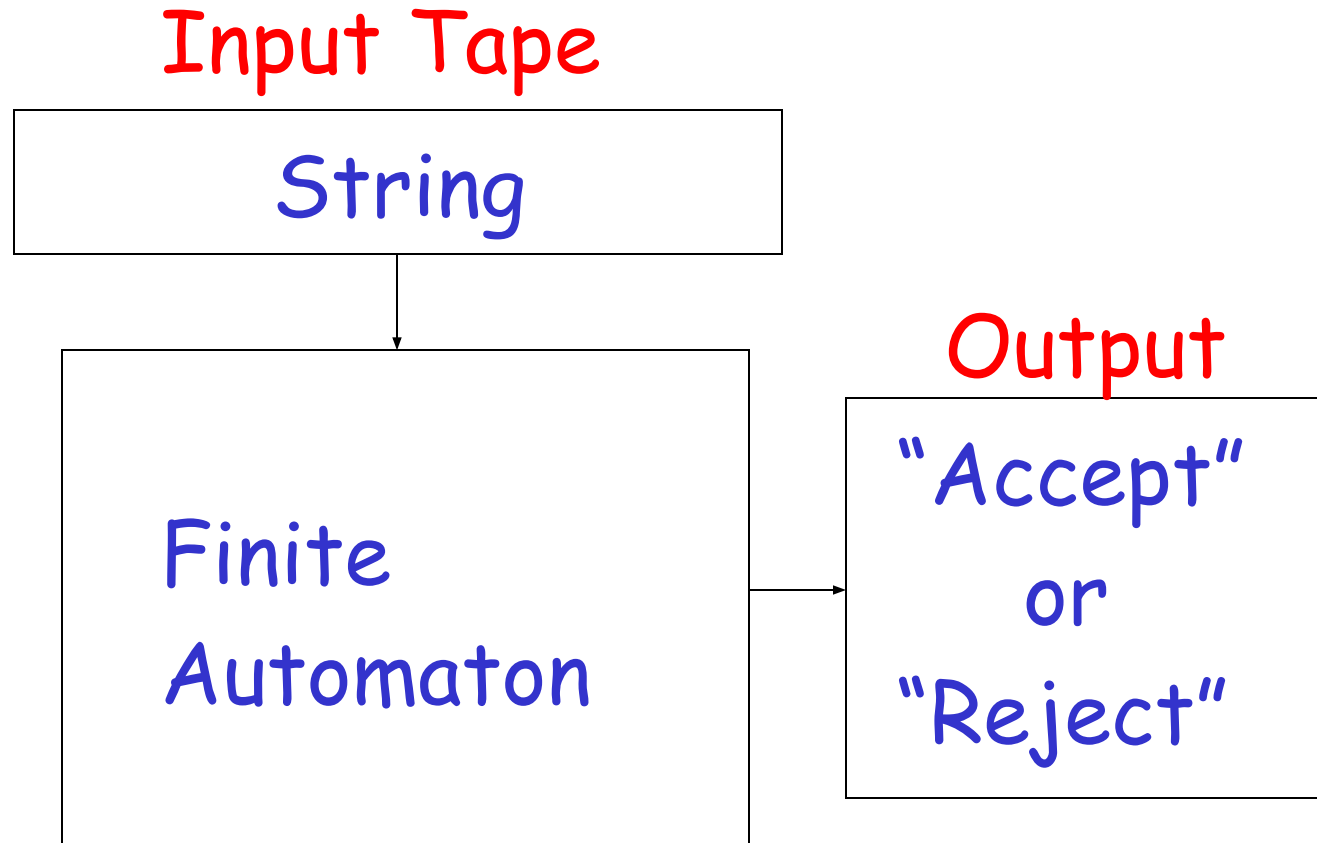 Input Tape
String
Finite
Automaton
Output
“Accept”
or
“Reject”